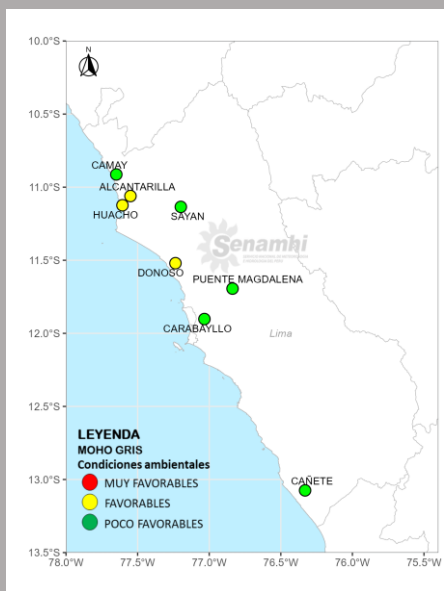 10.0°S
N
10.5°S
CAMAY
11.0°S
ALCANTARILLA
HUACHO
SAYAN
Senamhi
11.5°S
DONOSO
PUENTE MAGDALENA
12.0°S
CARABAYLLO
Lima
12.5°S
LEYENDA
MOHO GRIS
Condiciones ambientales
MUY FAVORABLES
FAVORABLES
POCO FAVORABLES
13.0°S
CAÑETE
13.5°S
78.0°W 77.5°W 77.0°W 76.5°W 76.0°W 75.5°W